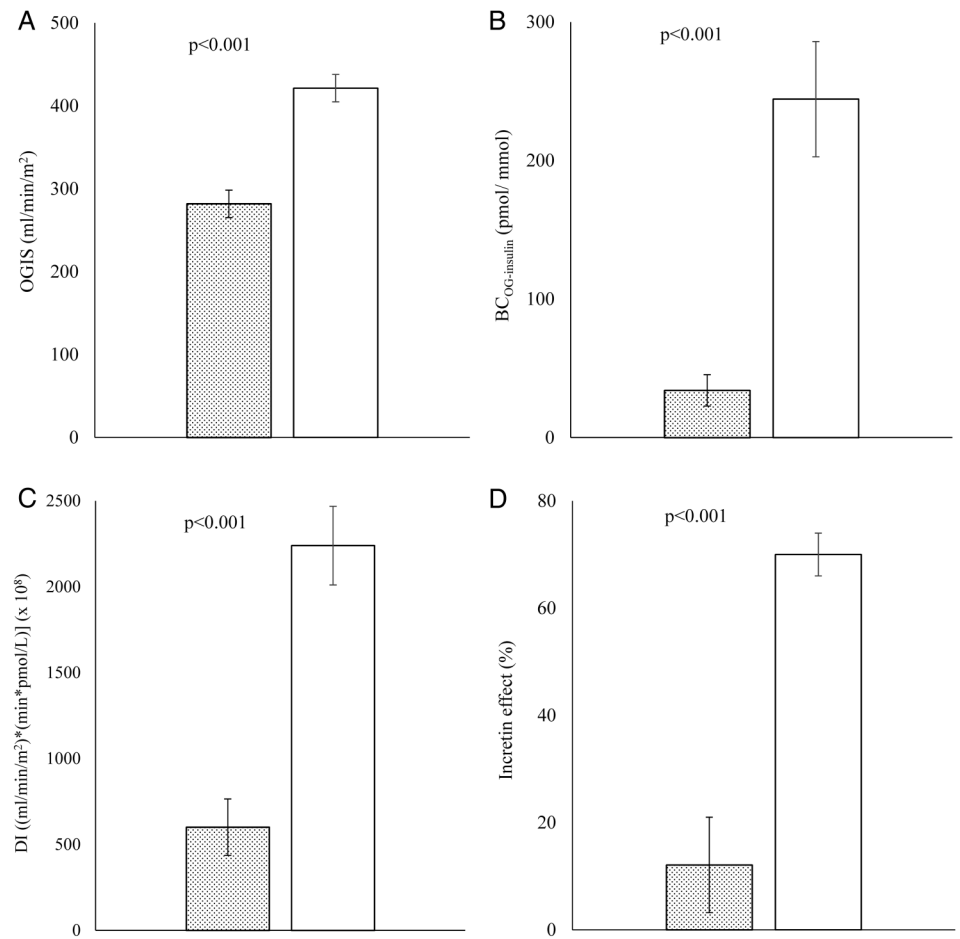 A
500
400
300
200
100
0
OGIS (ml/min/m²)
p<0.001
B
300
200
100
0
BC_OG-insulin (pmol/ mmol)
p<0.001
C
2500
2000
1500
1000
500
0
DI ((ml/min/m²)*(min*pmol/L)] (x 10⁸)
p<0.001
D
80
60
40
20
0
Incretin effect (%)
p<0.001